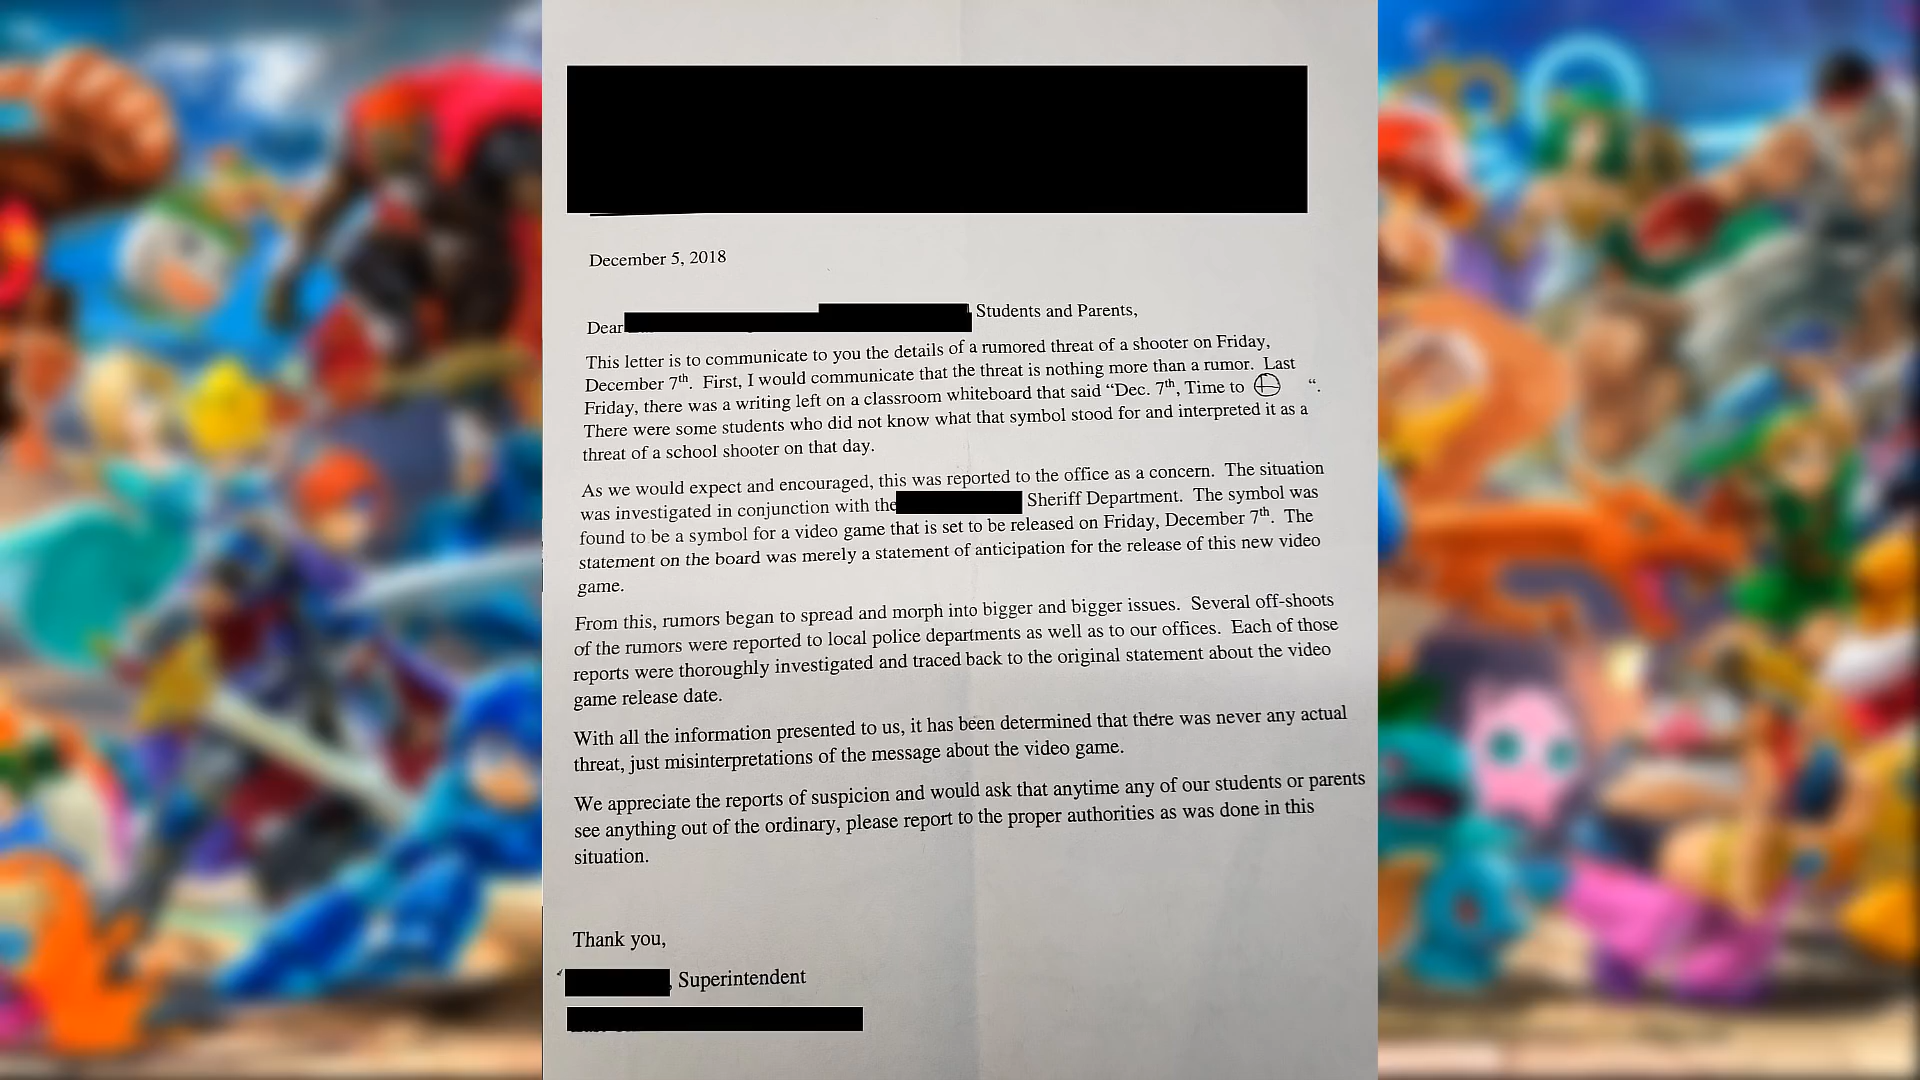 December 5, 2018
Dear Students and Parents,
This letter is to communicate to you the details of a rumored threat of a shooter on Friday,
December 7th. First, I would communicate that the threat is nothing more than a rumor. Last
Friday, there was a writing left on a classroom whiteboard that said “Dec. 7th, Time to “.
There were some students who did not know what that symbol stood for and interpreted it as a
threat of a school shooter on that day.
As we would expect and encouraged, this was reported to the office as a concern. The situation
was investigated in conjunction with the Sheriff Department. The symbol was
found to be a symbol for a video game that is set to be released on Friday, December 7th. The
statement on the board was merely a statement of anticipation for the release of this new video
game.
From this, rumors began to spread and morph into bigger and bigger issues. Several off-shoots
of the rumors were reported to local police departments as well as to our offices. Each of those
reports were thoroughly investigated and traced back to the original statement about the video
game release date.
With all the information presented to us, it has been determined that there was never any actual
threat, just misinterpretations of the message about the video game.
We appreciate the reports of suspicion and would ask that anytime any of our students or parents
see anything out of the ordinary, please report to the proper authorities as was done in this
situation.
Thank you,
, Superintendent